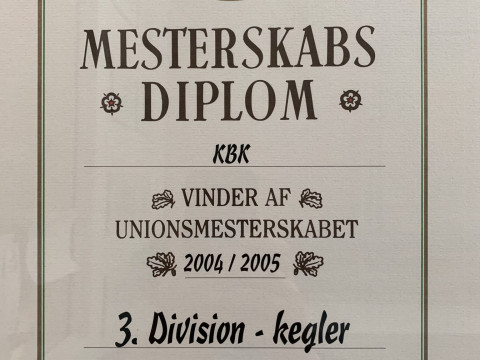 MESTERSKABS
DIPLOM
KBK
VINDER AF
UNIONSMESTERSKABET
2004 / 2005
3. Division - kegler